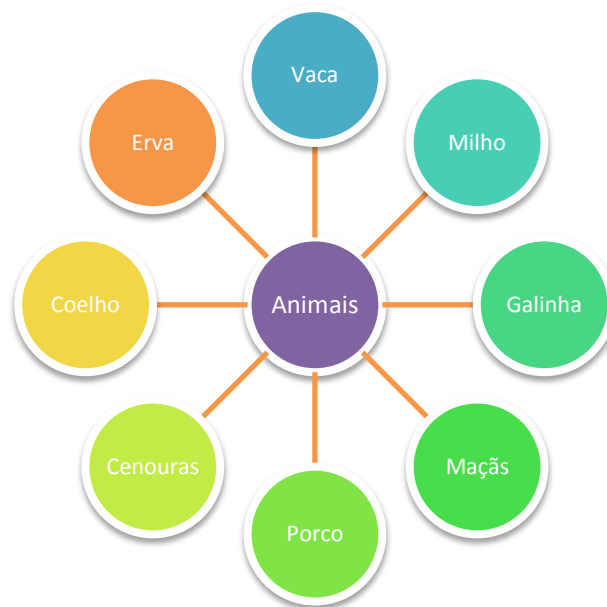 Vaca
Erva
Milho
Coelho
Animais
Galinha
Cenouras
Maçãs
Porco